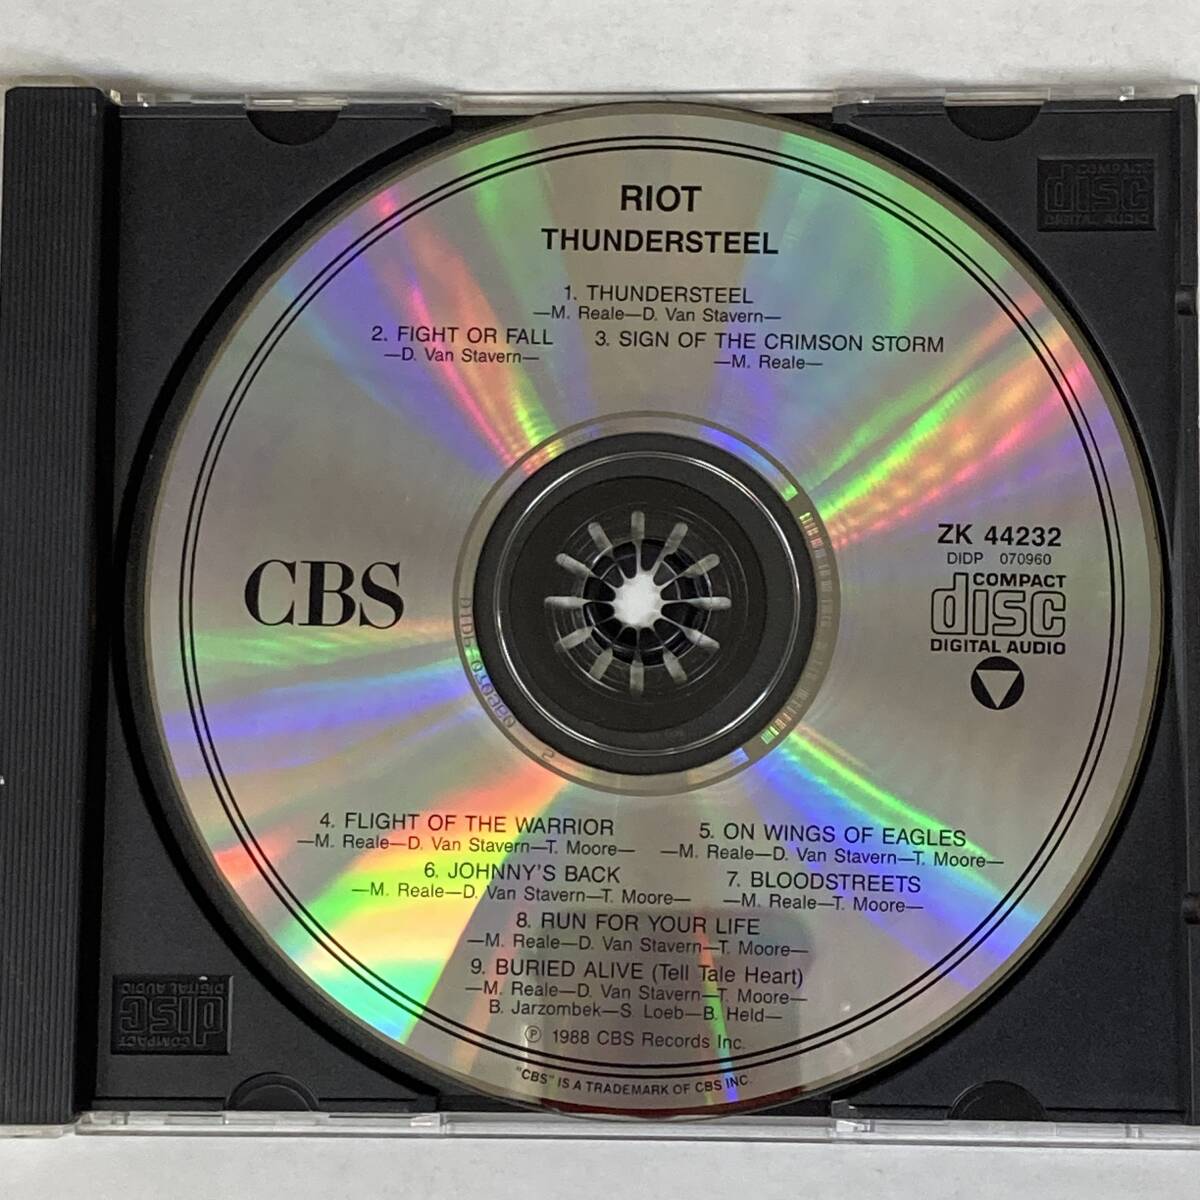 RIOT
THUNDERSTEEL
1. THUNDERSTEEL
—M. Reale—D. Van Stavern—
2. FIGHT OR FALL
—D. Van Stavern—
3. SIGN OF THE CRIMSON STORM
—M. Reale—
CBS
ZK 44232
DIDP 070960
COMPACT
disc
DIGITAL AUDIO
4. FLIGHT OF THE WARRIOR
—M. Reale—D. Van Stavern—T. Moore—
5. ON WINGS OF EAGLES
—M. Reale—D. Van Stavern—T. Moore—
6. JOHNNY'S BACK
—M. Reale—D. Van Stavern—T. Moore—
7. BLOODSTREETS
—M. Reale—T. Moore—
8. RUN FOR YOUR LIFE
—M. Reale—D. Van Stavern—T. Moore—
9. BURIED ALIVE (Tell Tale Heart)
—M. Reale—D. Van Stavern—T. Moore—
B. Jarzombek—S. Loeb—B. Held—
℗ 1988 CBS Records Inc.
"CBS" IS A TRADEMARK OF CBS INC.
COMPACT
disc
DIGITAL AUDIO
COMPACT
disc
DIGITAL AUDIO